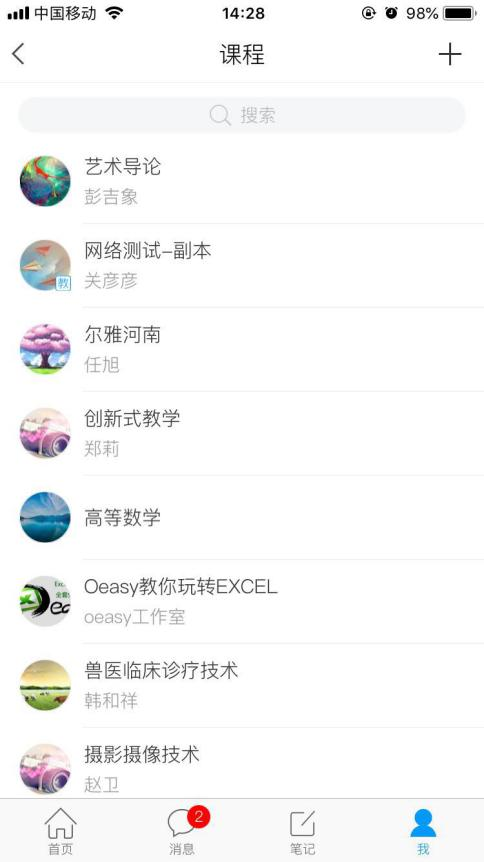 中国移动 14:28 98%
课程
搜索
艺术导论
彭吉象
网络测试-副本
教
关彦彦
尔雅河南
任旭
创新式教学
郑莉
高等数学
Oeasy教你玩转EXCEL
oeasy工作室
兽医临床诊疗技术
韩和祥
摄影摄像技术
赵卫
2
首页 消息 笔记 我